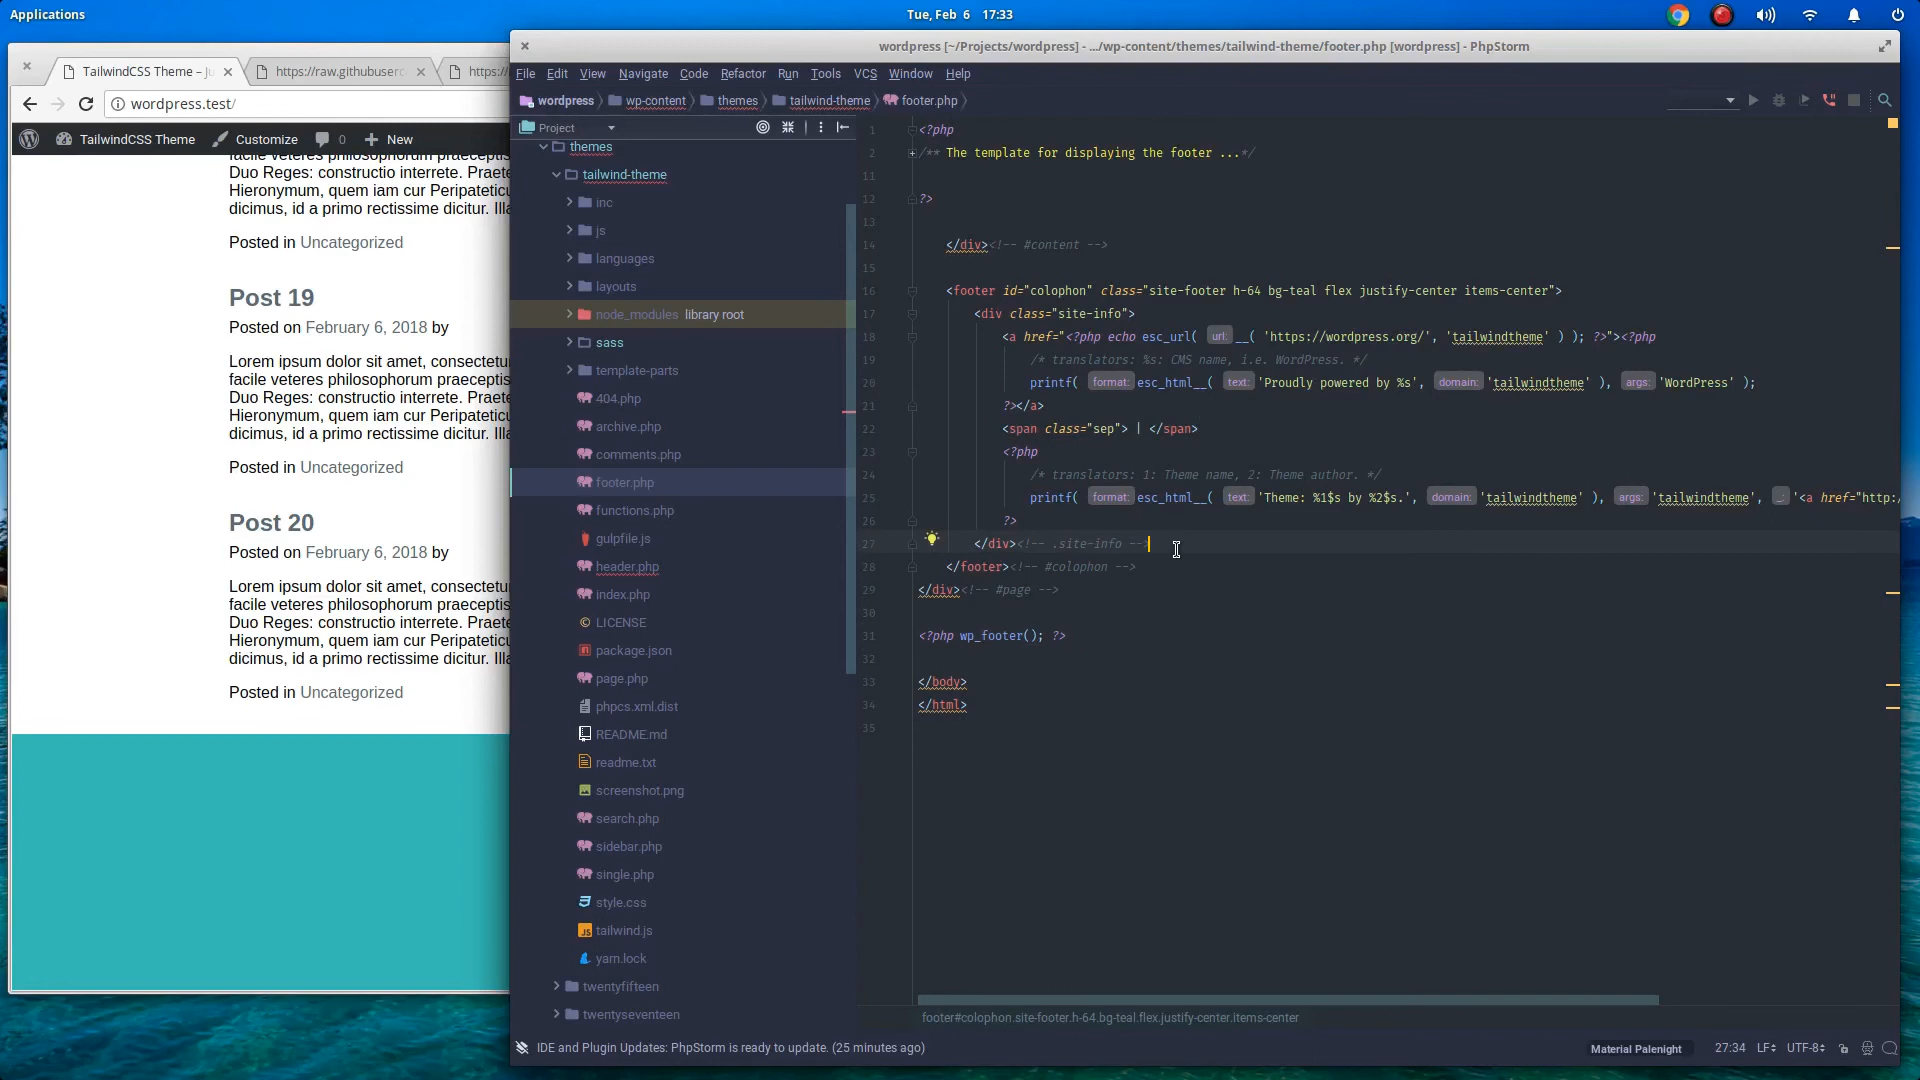 Applications
Tue, Feb 6 17:33
TailwindCSS Theme – Ju
https://raw.githubuserc
https:/
wordpress.test/
TailwindCSS Theme
Customize
0
New
facile veteres philosophorum praeceptis
Duo Reges: constructio interrete. Praete
Hieronymum, quem iam cur Peripateticu
dicimus, id a primo rectissime dicitur. Illa
Posted in Uncategorized
Post 19
Posted on February 6, 2018 by
Lorem ipsum dolor sit amet, consectetur
facile veteres philosophorum praeceptis
Duo Reges: constructio interrete. Praete
Hieronymum, quem iam cur Peripateticu
dicimus, id a primo rectissime dicitur. Illa
Posted in Uncategorized
Post 20
Posted on February 6, 2018 by
Lorem ipsum dolor sit amet, consectetur
facile veteres philosophorum praeceptis
Duo Reges: constructio interrete. Praete
Hieronymum, quem iam cur Peripateticu
dicimus, id a primo rectissime dicitur. Illa
Posted in Uncategorized
wordpress [~/Projects/wordpress] - .../wp-content/themes/tailwind-theme/footer.php [wordpress] - PhpStorm
File Edit View Navigate Code Refactor Run Tools VCS Window Help
wordpress wp-content themes tailwind-theme footer.php
Project
themes
tailwind-theme
inc
js
languages
layouts
node_modules library root
sass
template-parts
404.php
archive.php
comments.php
footer.php
functions.php
gulpfile.js
header.php
index.php
LICENSE
package.json
page.php
phpcs.xml.dist
README.md
readme.txt
screenshot.png
search.php
sidebar.php
single.php
style.css
tailwind.js
yarn.lock
twentyfifteen
twentyseventeen
1 <?php
2 /** The template for displaying the footer ...*/
11
12 ?>
13
14 </div><!-- #content -->
15
16 <footer id="colophon" class="site-footer h-64 bg-teal flex justify-center items-center">
17 <div class="site-info">
18 <a href="<?php echo esc_url( url: __( 'https://wordpress.org/', 'tailwindtheme' ) ); ?>"><?php
19 /* translators: %s: CMS name, i.e. WordPress. */
20 printf( format: esc_html__( text: 'Proudly powered by %s', domain: 'tailwindtheme' ), args: 'WordPress' );
21 ?></a>
22 <span class="sep"> | </span>
23 <?php
24 /* translators: 1: Theme name, 2: Theme author. */
25 printf( format: esc_html__( text: 'Theme: %1$s by %2$s.', domain: 'tailwindtheme' ), args: 'tailwindtheme', _: '<a href="http:/
26 ?>
27 </div><!-- .site-info -->
28 </footer><!-- #colophon -->
29 </div><!-- #page -->
30
31 <?php wp_footer(); ?>
32
33 </body>
34 </html>
35
footer#colophon.site-footer.h-64.bg-teal.flex.justify-center.items-center
IDE and Plugin Updates: PhpStorm is ready to update. (25 minutes ago)
Material Palenight
27:34
LF
UTF-8